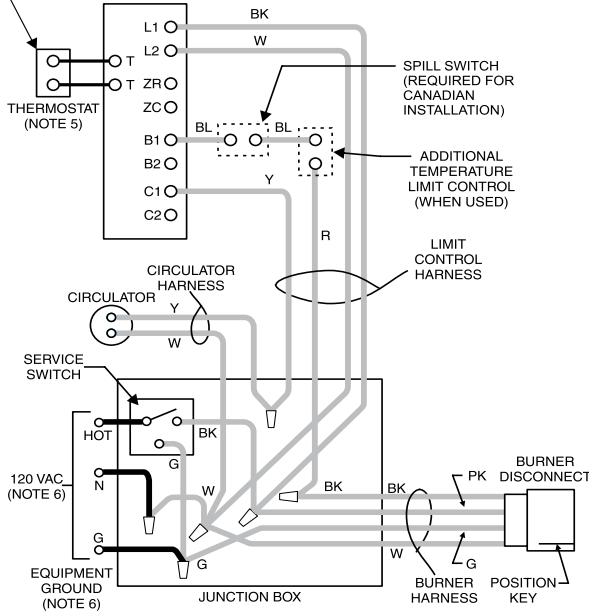 BK
L1
L2
W
T
T
ZR
ZC
THERMOSTAT
(NOTE 5)
SPILL SWITCH
(REQUIRED FOR
CANADIAN
INSTALLATION)
B1
BL
BL
B2
ADDITIONAL
TEMPERATURE
LIMIT CONTROL
(WHEN USED)
C1
Y
C2
R
LIMIT
CONTROL
HARNESS
CIRCULATOR
HARNESS
CIRCULATOR
Y
W
SERVICE
SWITCH
HOT
BK
G
120 VAC
(NOTE 6)
N
W
BK
BK
PK
BURNER
DISCONNECT
G
G
W
G
EQUIPMENT
GROUND
(NOTE 6)
JUNCTION BOX
BURNER
HARNESS
POSITION
KEY